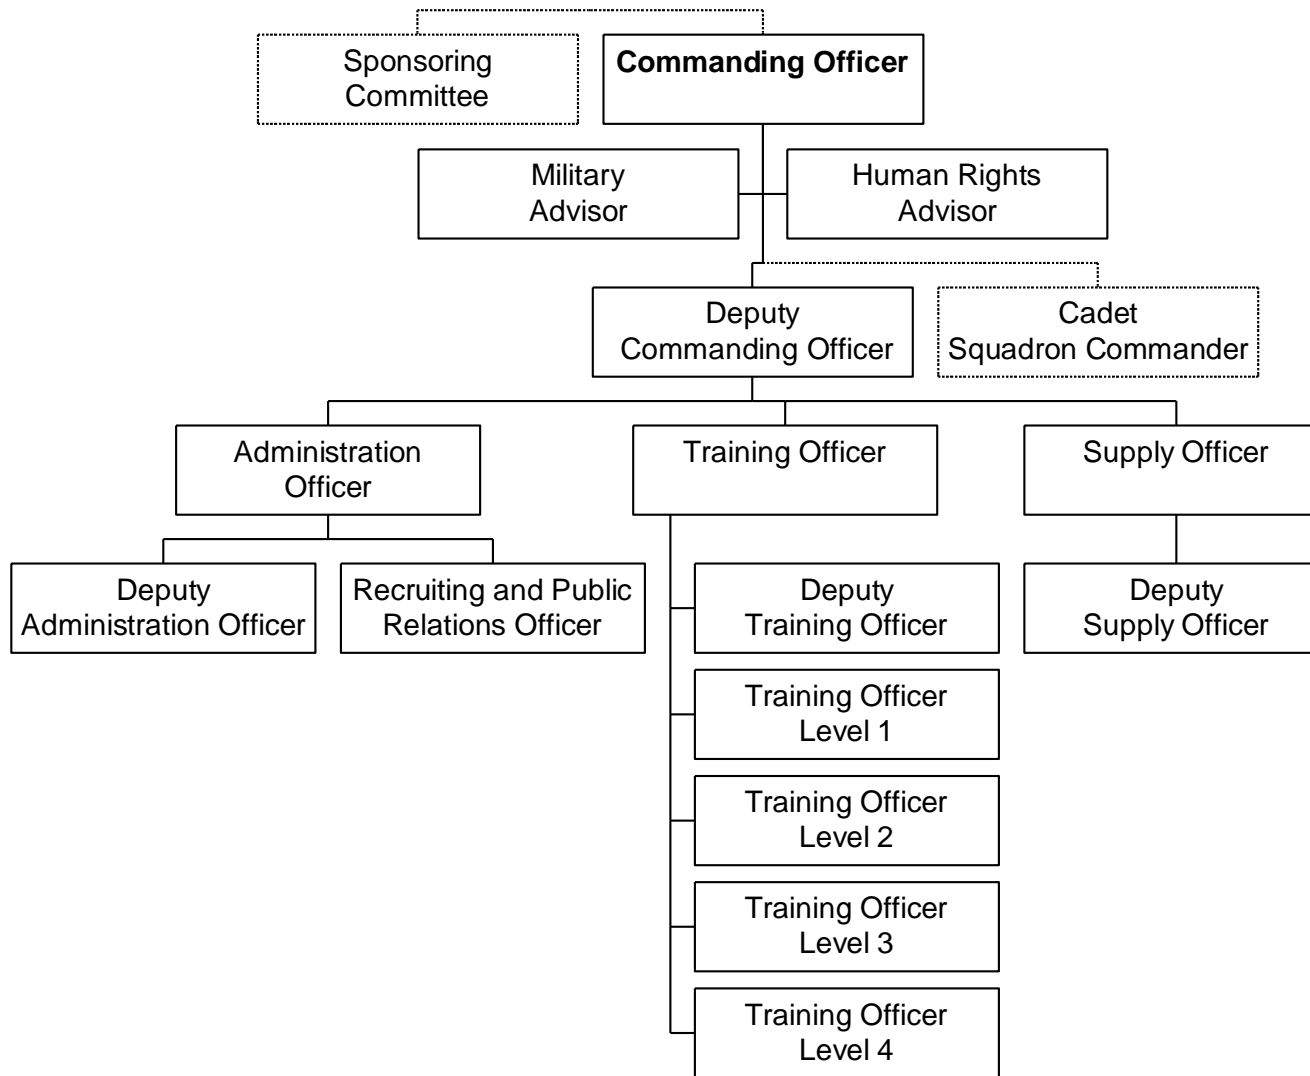 Sponsoring
Committee
Commanding Officer
Military
Advisor
Human Rights
Advisor
Deputy
Commanding Officer
Cadet
Squadron Commander
Administration
Officer
Training Officer
Supply Officer
Deputy
Administration Officer
Recruiting and Public
Relations Officer
Deputy
Training Officer
Deputy
Supply Officer
Training Officer
Level 1
Training Officer
Level 2
Training Officer
Level 3
Training Officer
Level 4